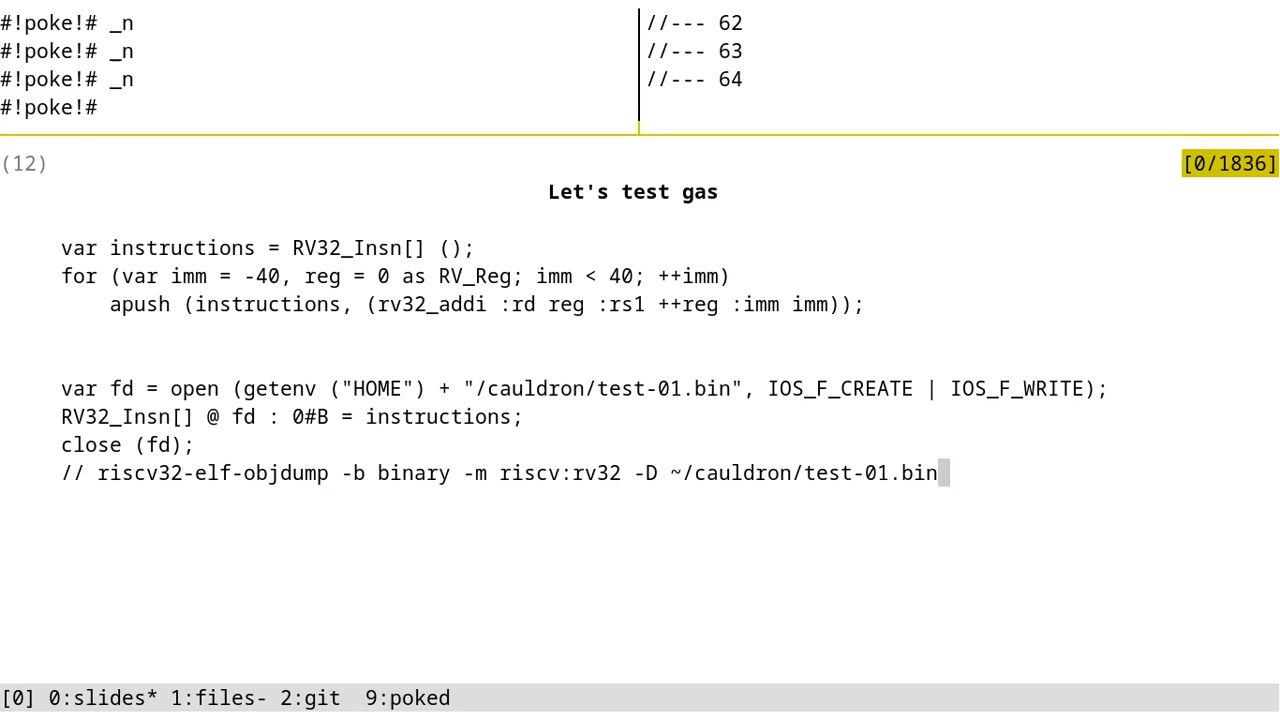 #!poke!# _n
#!poke!# _n
#!poke!# _n
#!poke!#
//--- 62
//--- 63
//--- 64
(12)
[0/1836]
Let's test gas
var instructions = RV32_Insn[] ();
for (var imm = -40, reg = 0 as RV_Reg; imm < 40; ++imm)
    apush (instructions, (rv32_addi :rd reg :rs1 ++reg :imm imm));
var fd = open (getenv ("HOME") + "/cauldron/test-01.bin", IOS_F_CREATE | IOS_F_WRITE);
RV32_Insn[] @ fd : 0#B = instructions;
close (fd);
// riscv32-elf-objdump -b binary -m riscv:rv32 -D ~/cauldron/test-01.bin
[0] 0:slides* 1:files- 2:git  9:poked